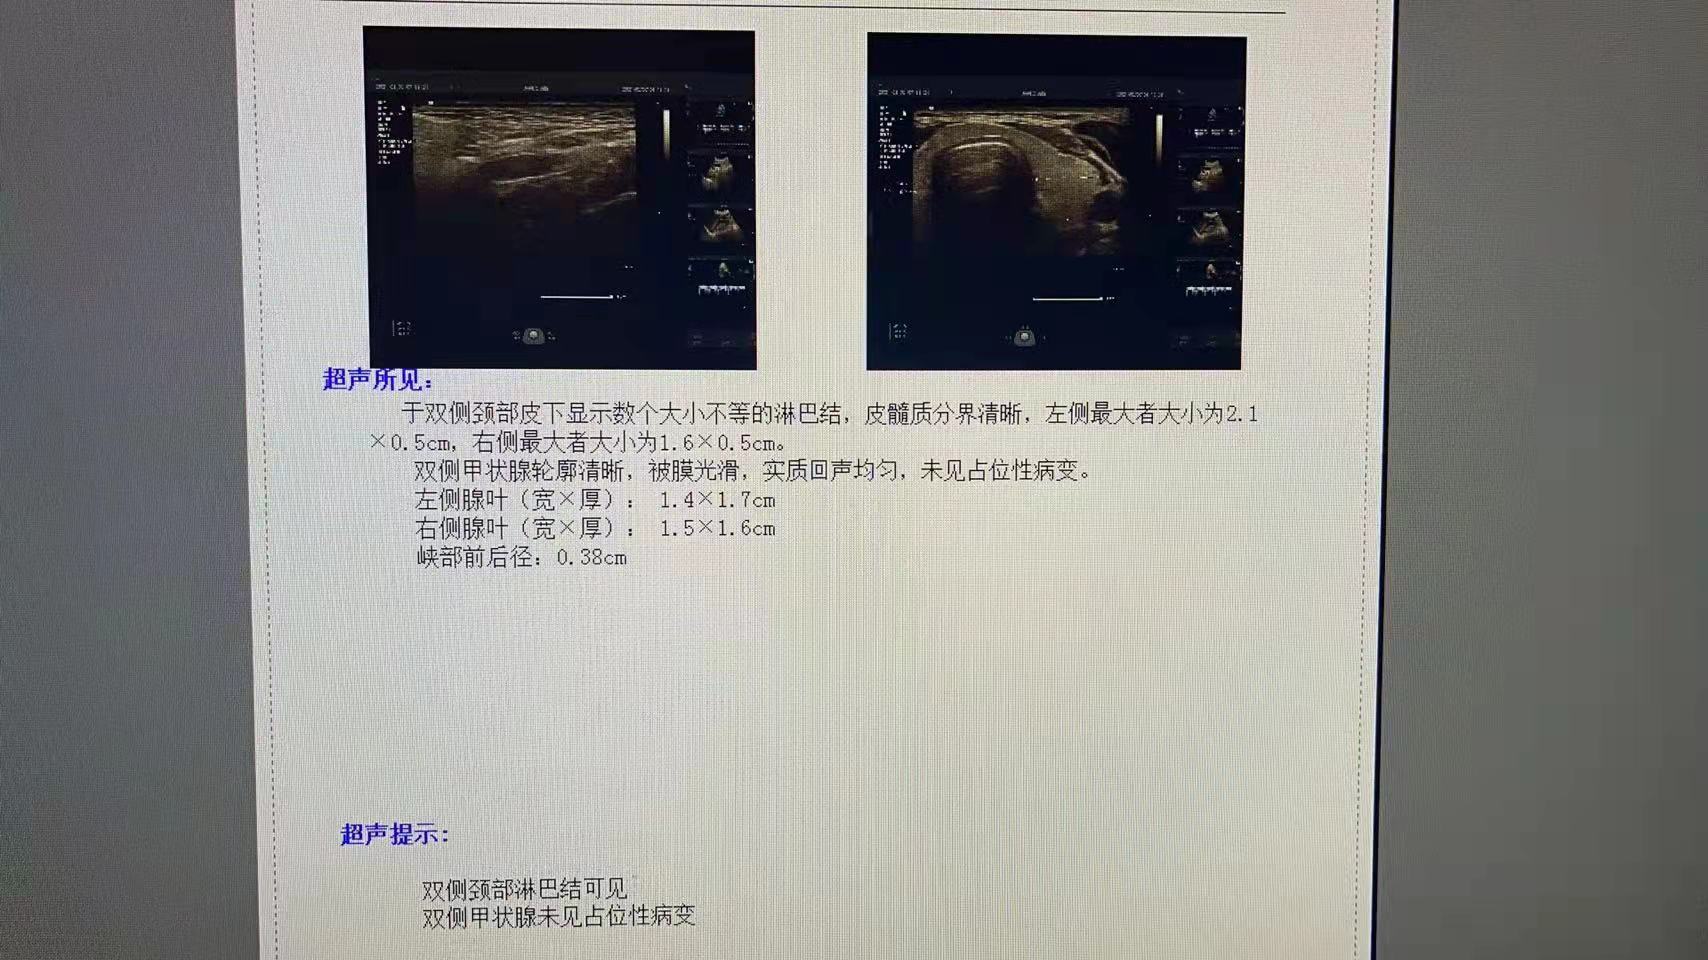 超声所见：
于双侧颈部皮下显示数个大小不等的淋巴结，皮髓质分界清晰，左侧最大者大小为2.1
×0.5cm，右侧最大者大小为1.6×0.5cm。
双侧甲状腺轮廓清晰，被膜光滑，实质回声均匀，未见占位性病变。
左侧腺叶（宽×厚）： 1.4×1.7cm
右侧腺叶（宽×厚）： 1.5×1.6cm
峡部前后径：0.38cm
超声提示：
双侧颈部淋巴结可见
双侧甲状腺未见占位性病变